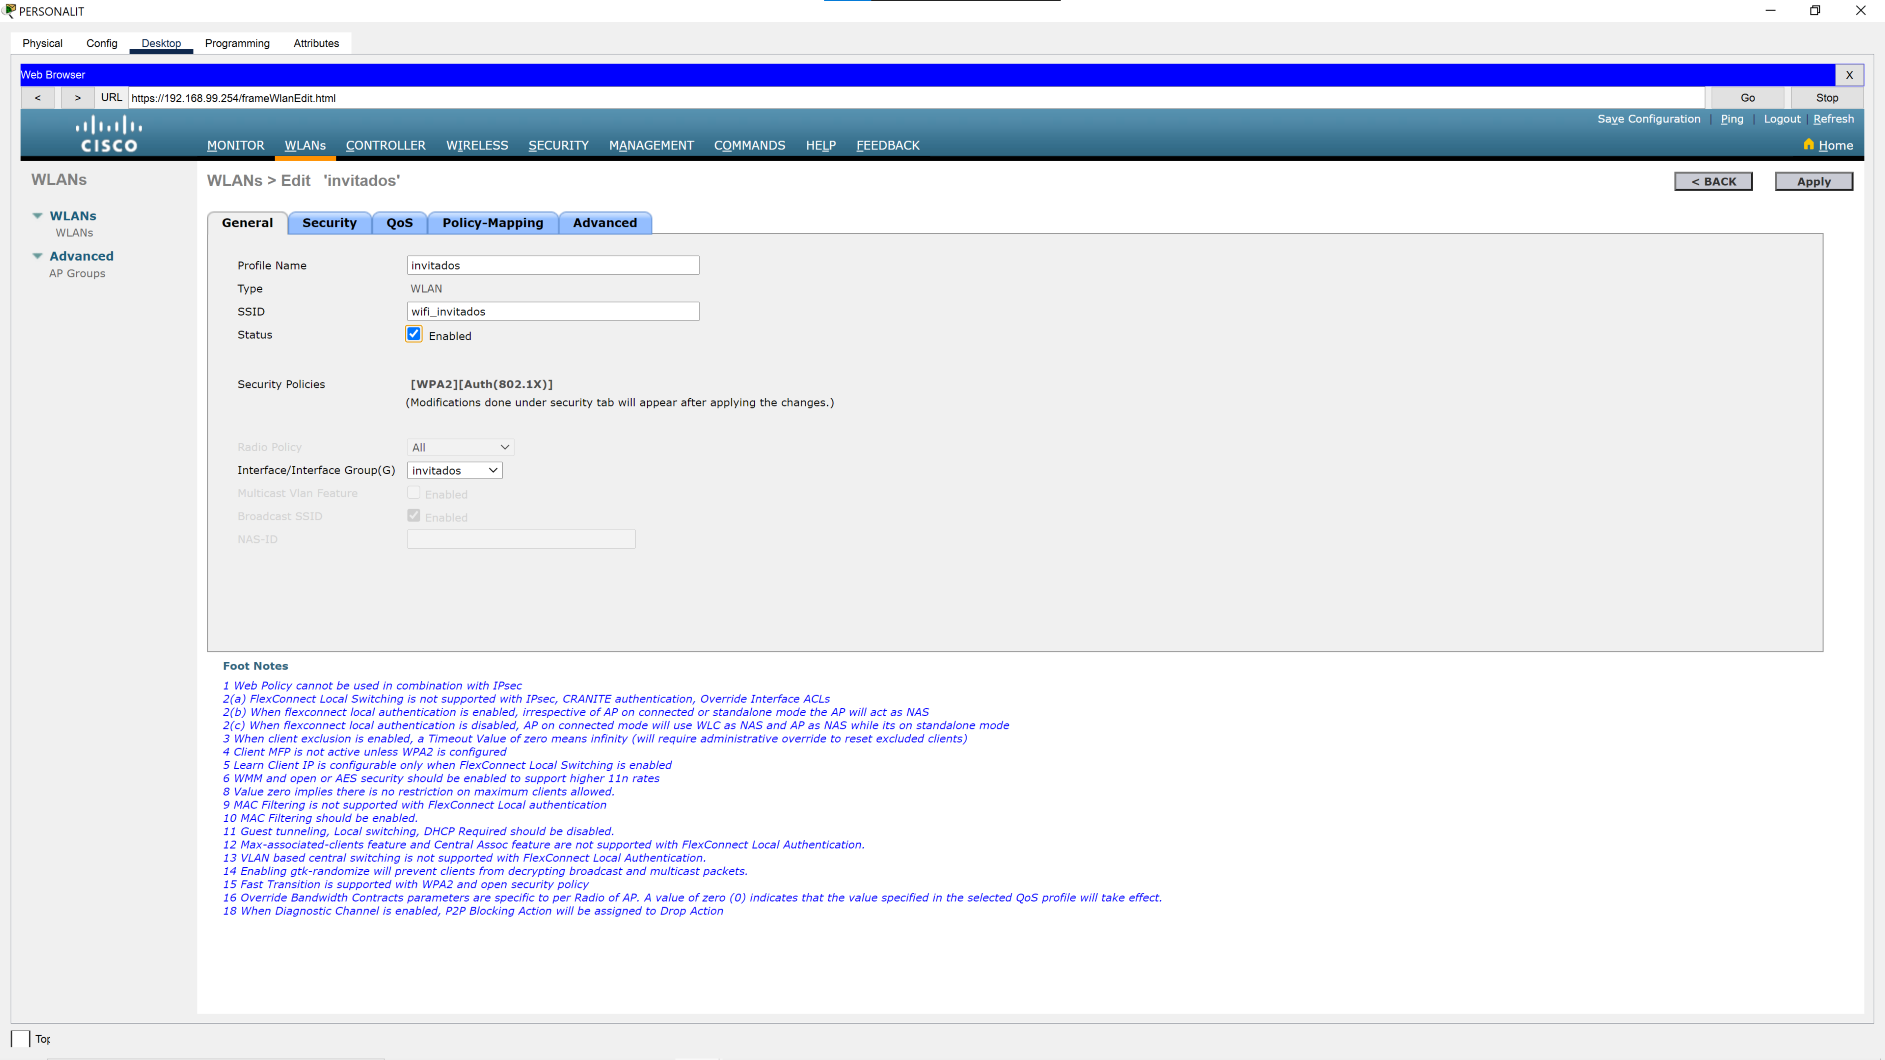 PERSONALIT
Physical Config Desktop Programming Attributes
Web Browser X
< > URL https://192.168.99.254/frameWlanEdit.html Go Stop
Save Configuration | Ping | Logout | Refresh
CISCO MONITOR WLANs CONTROLLER WIRELESS SECURITY MANAGEMENT COMMANDS HELP FEEDBACK Home
WLANs
WLANs > Edit 'invitados' < BACK Apply
WLANs
WLANs
Advanced
AP Groups
General Security QoS Policy-Mapping Advanced
Profile Name invitados
Type WLAN
SSID wifi_invitados
Status Enabled
Security Policies [WPA2][Auth(802.1X)]
(Modifications done under security tab will appear after applying the changes.)
Radio Policy All
Interface/Interface Group(G) invitados
Multicast Vlan Feature Enabled
Broadcast SSID Enabled
NAS-ID
Foot Notes
1 Web Policy cannot be used in combination with IPsec
2(a) FlexConnect Local Switching is not supported with IPsec, CRANITE authentication, Override Interface ACLs
2(b) When flexconnect local authentication is enabled, irrespective of AP on connected or standalone mode the AP will act as NAS
2(c) When flexconnect local authentication is disabled, AP on connected mode will use WLC as NAS and AP as NAS while its on standalone mode
3 When client exclusion is enabled, a Timeout Value of zero means infinity (will require administrative override to reset excluded clients)
4 Client MFP is not active unless WPA2 is configured
5 Learn Client IP is configurable only when FlexConnect Local Switching is enabled
6 WMM and open or AES security should be enabled to support higher 11n rates
8 Value zero implies there is no restriction on maximum clients allowed.
9 MAC Filtering is not supported with FlexConnect Local authentication
10 MAC Filtering should be enabled.
11 Guest tunneling, Local switching, DHCP Required should be disabled.
12 Max-associated-clients feature and Central Assoc feature are not supported with FlexConnect Local Authentication.
13 VLAN based central switching is not supported with FlexConnect Local Authentication.
14 Enabling gtk-randomize will prevent clients from decrypting broadcast and multicast packets.
15 Fast Transition is supported with WPA2 and open security policy
16 Override Bandwidth Contracts parameters are specific to per Radio of AP. A value of zero (0) indicates that the value specified in the selected QoS profile will take effect.
18 When Diagnostic Channel is enabled, P2P Blocking Action will be assigned to Drop Action
Top